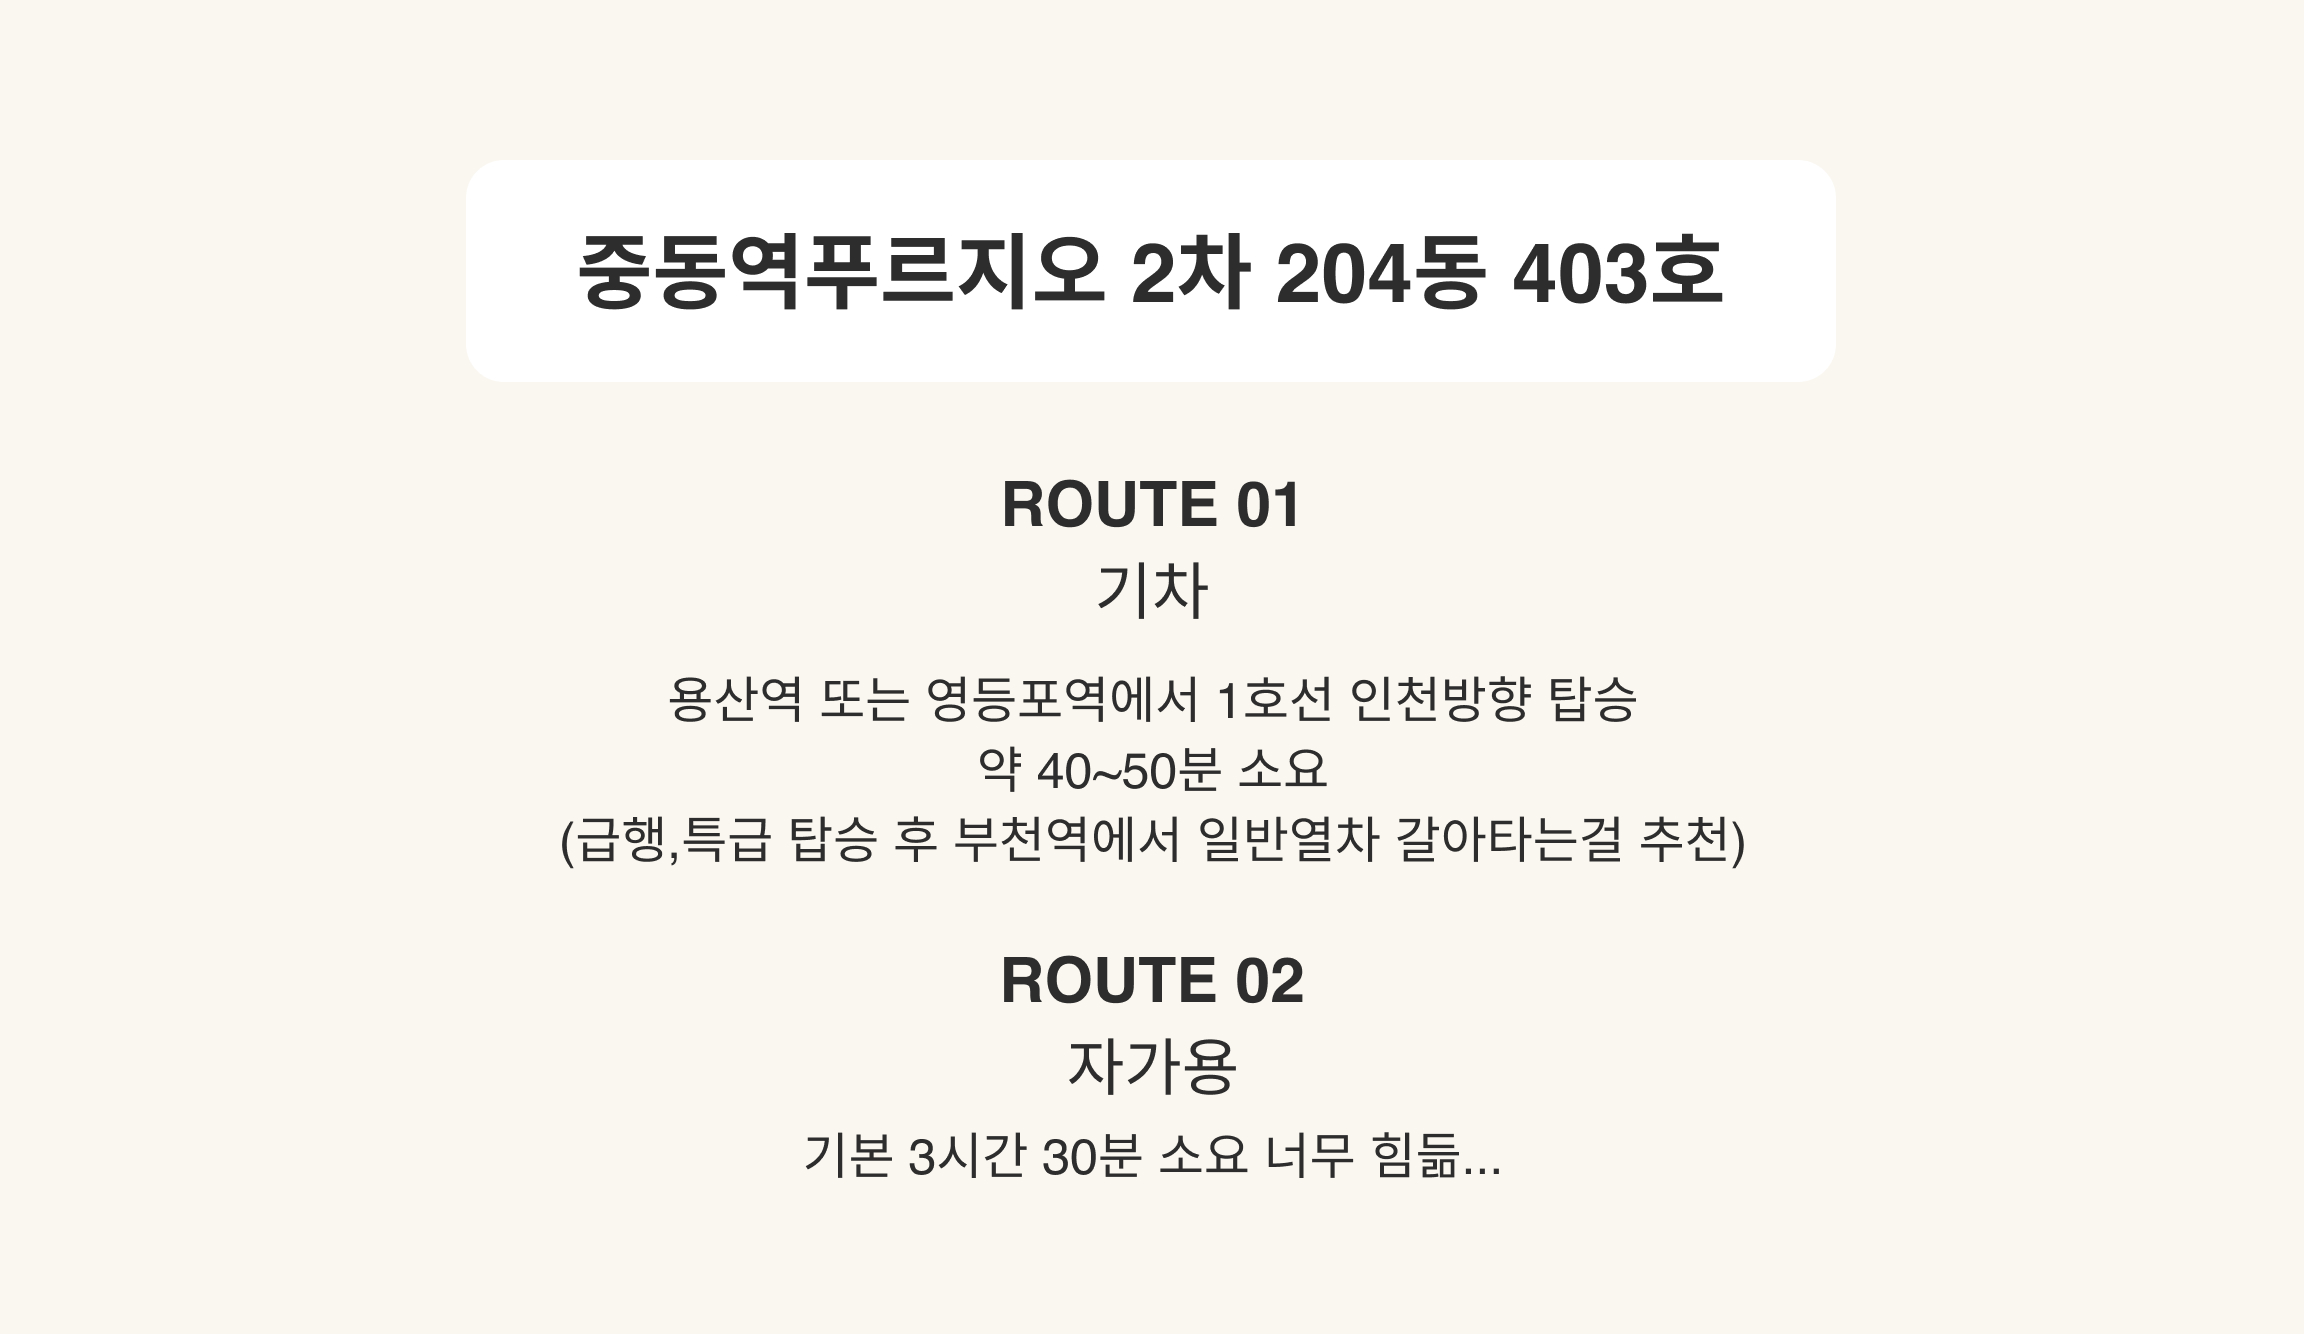 중동역푸르지오 2차 204동 403호
ROUTE 01
기차
용산역 또는 영등포역에서 1호선 인천방향 탑승
약 40~50분 소요
(급행,특급 탑승 후 부천역에서 일반열차 갈아타는걸 추천)
ROUTE 02
자가용
기본 3시간 30분 소요 너무 힘듦...